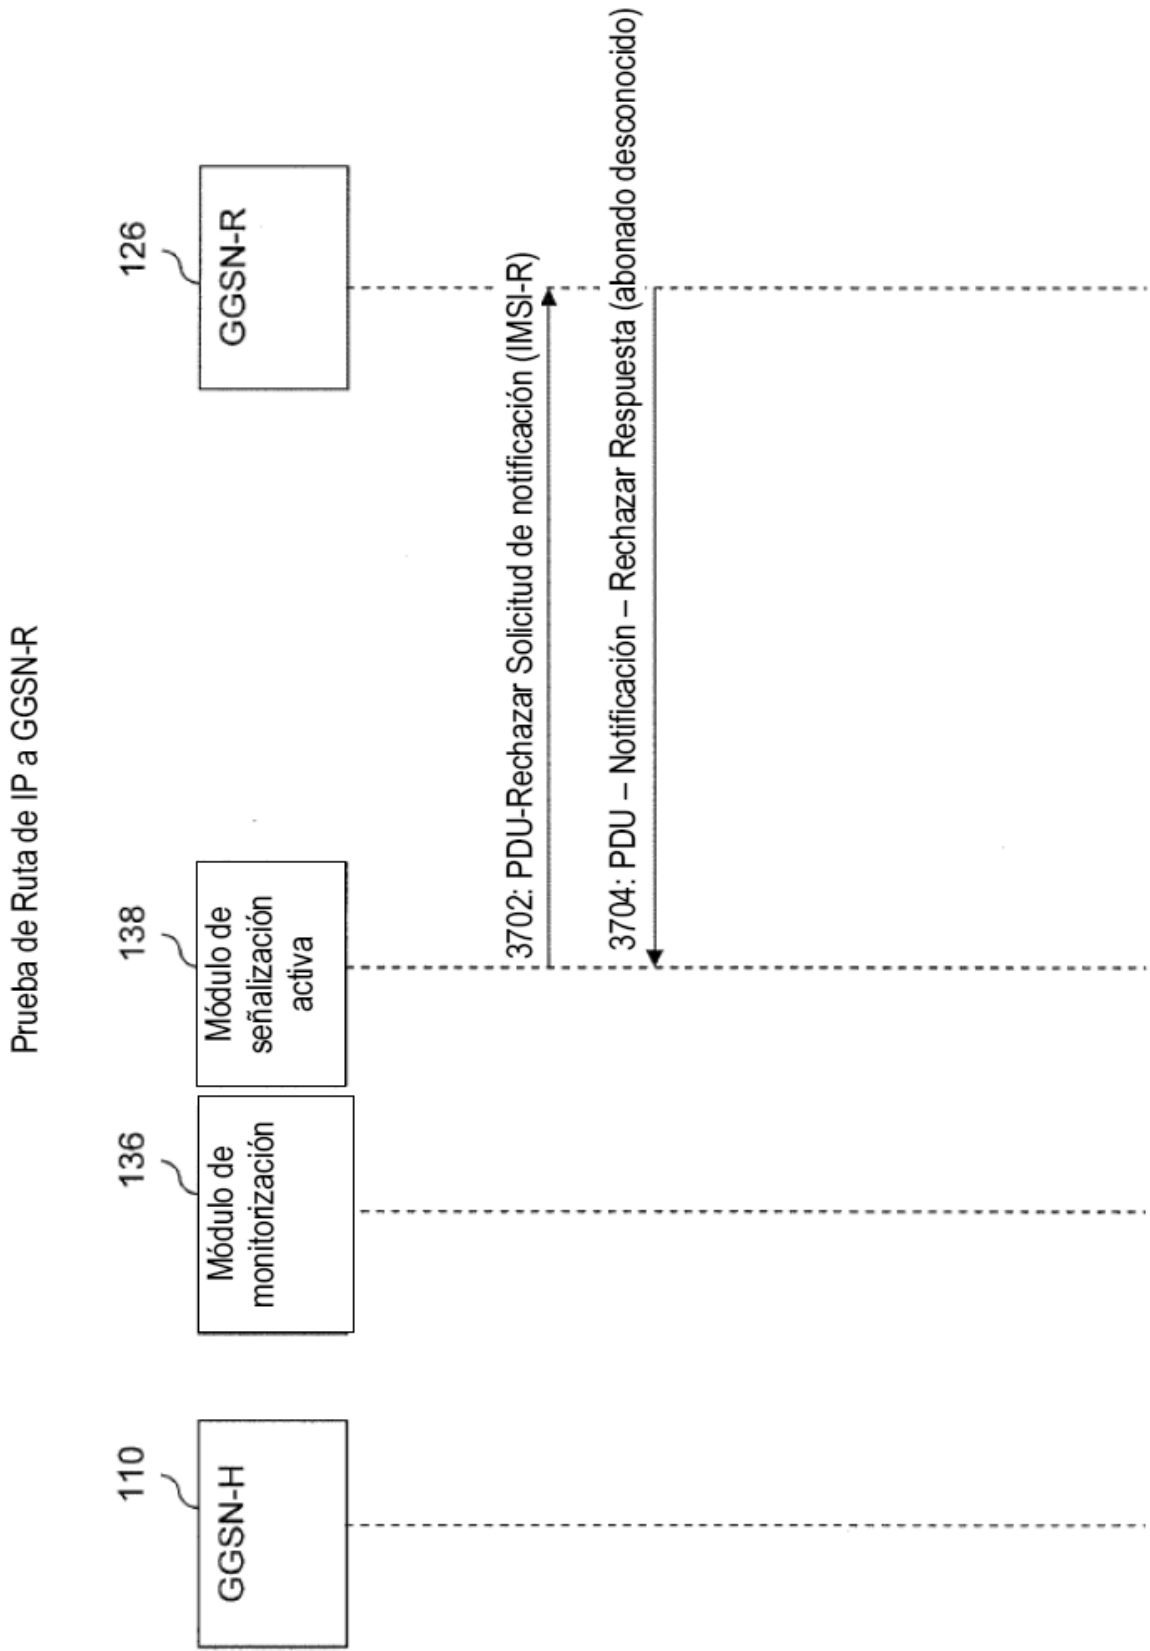 Prueba de Ruta de IP a GGSN-R
110
GGSN-H
136
Módulo de
monitorización
138
Módulo de
señalización
activa
126
GGSN-R
3702: PDU-Rechazar Solicitud de notificación (IMSI-R)
3704: PDU – Notificación – Rechazar Respuesta (abonado desconocido)